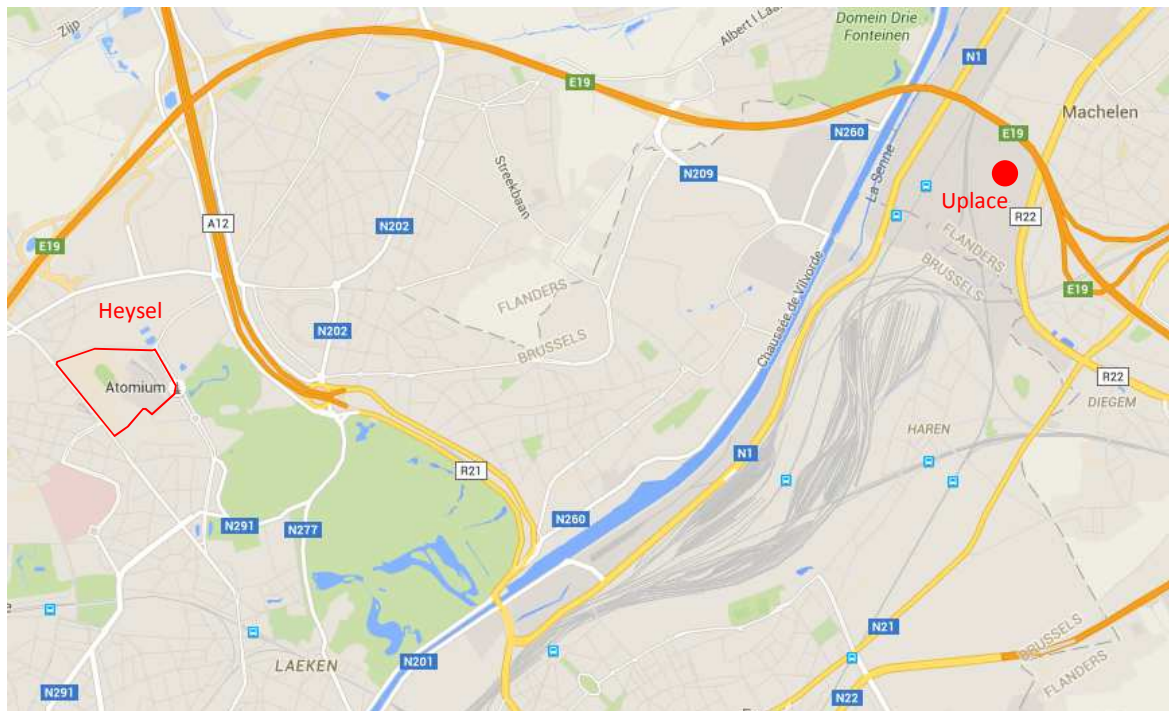 Zijp
Albert I Laa
Domein Drie
Fonteinen
N1
E19
Machelen
E19
N260
La Senne
Streekbaan
N209
Uplace
R22
A12
N202
E19
FLANDERS
BRUSSELS
E19
Heysel
FLANDERS
BRUSSELS
N202
Chaussée de Vilvorde
Atomium
R22
DIEGEM
HAREN
N1
R21
N260
N291
N277
N21
BRUSSELS
FLANDERS
LAEKEN
N201
N291
N22